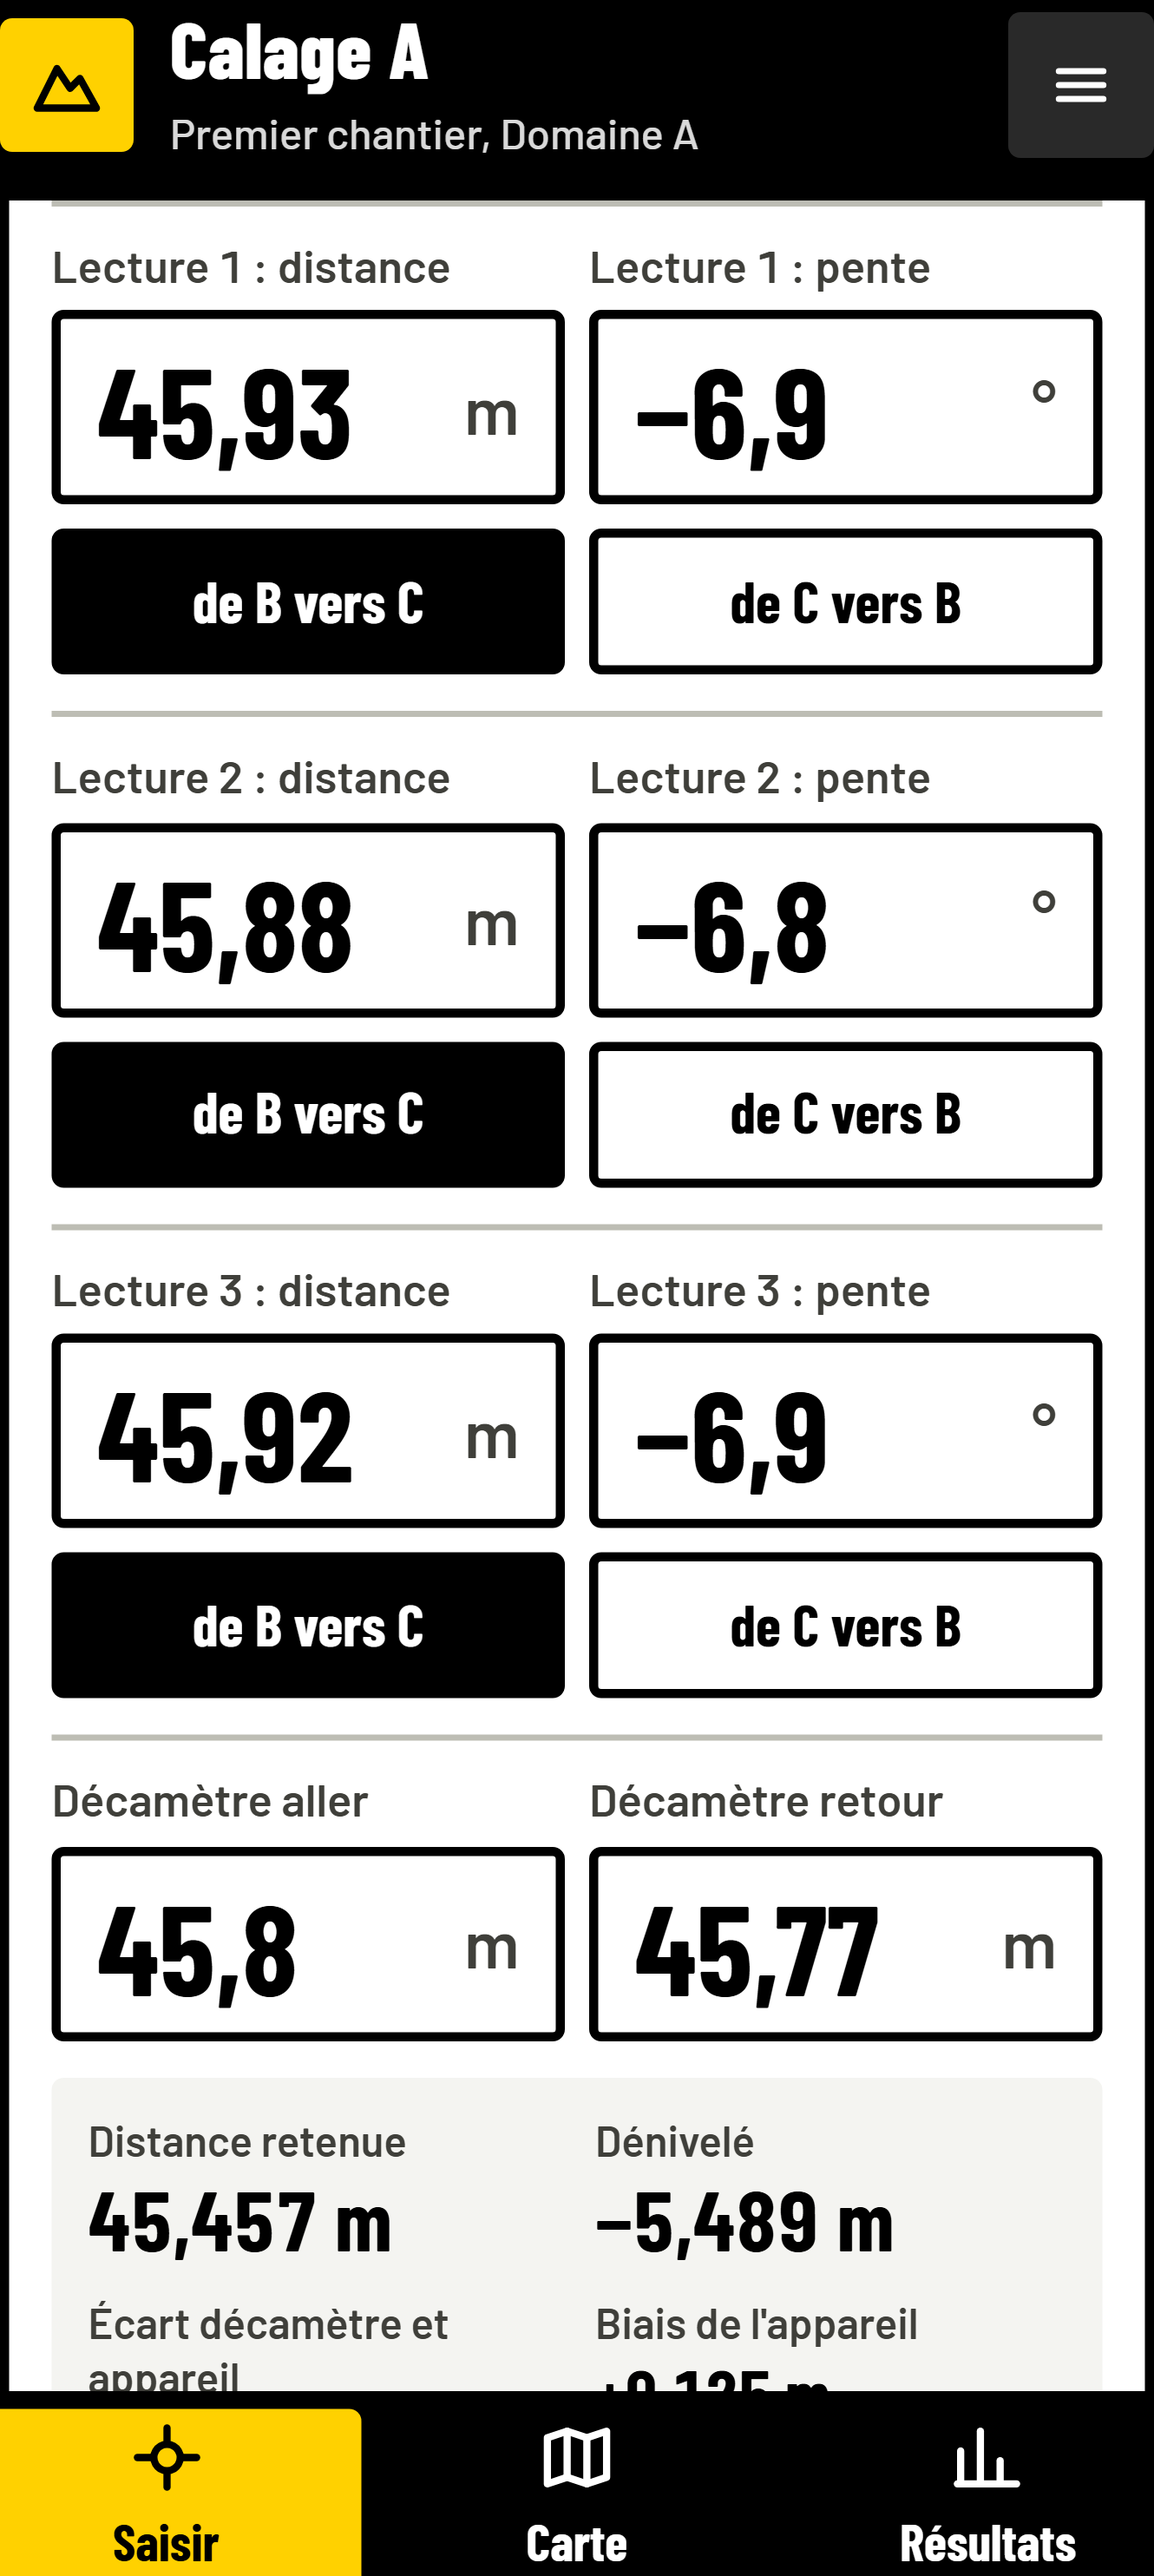 Calage A
Premier chantier, Domaine A
Lecture 1 : distance
Lecture 1 : pente
45,93 m
−6,9 °
de B vers C
de C vers B
Lecture 2 : distance
Lecture 2 : pente
45,88 m
−6,8 °
de B vers C
de C vers B
Lecture 3 : distance
Lecture 3 : pente
45,92 m
−6,9 °
de B vers C
de C vers B
Décamètre aller
Décamètre retour
45,8 m
45,77 m
Distance retenue
Dénivelé
45,457 m
−5,489 m
Écart décamètre et
appareil
Biais de l'appareil
+0,125 m
Saisir
Carte
Résultats